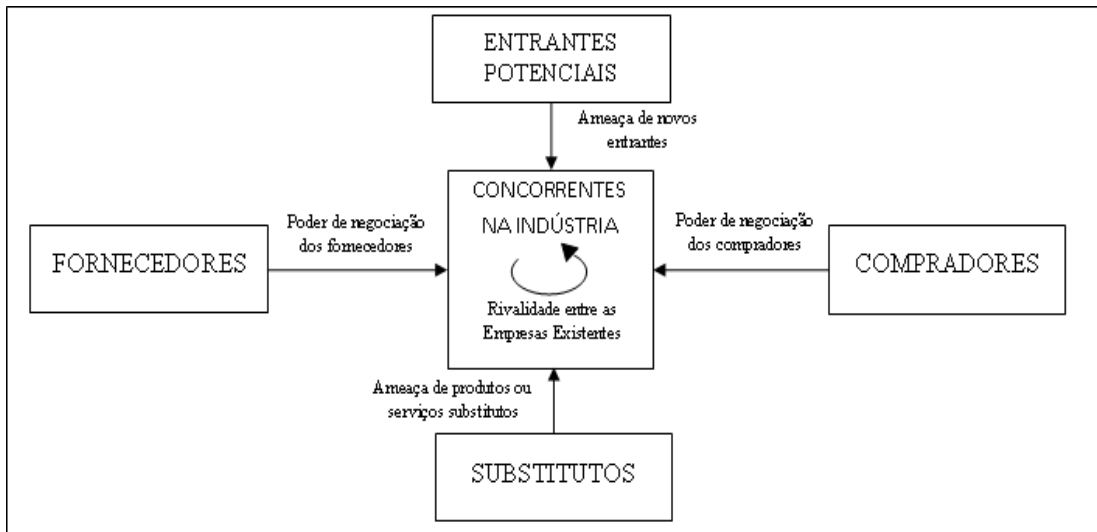 ENTRANTES
POTENCIAIS
Ameaça de novos
entrantes
CONCORRENTES
NA INDÚSTRIA
Rivalidade entre as
Empresas Existentes
Poder de negociação
dos fornecedores
FORNECEDORES
Poder de negociação
dos compradores
COMPRADORES
Ameaça de produtos ou
serviços substitutos
SUBSTITUTOS